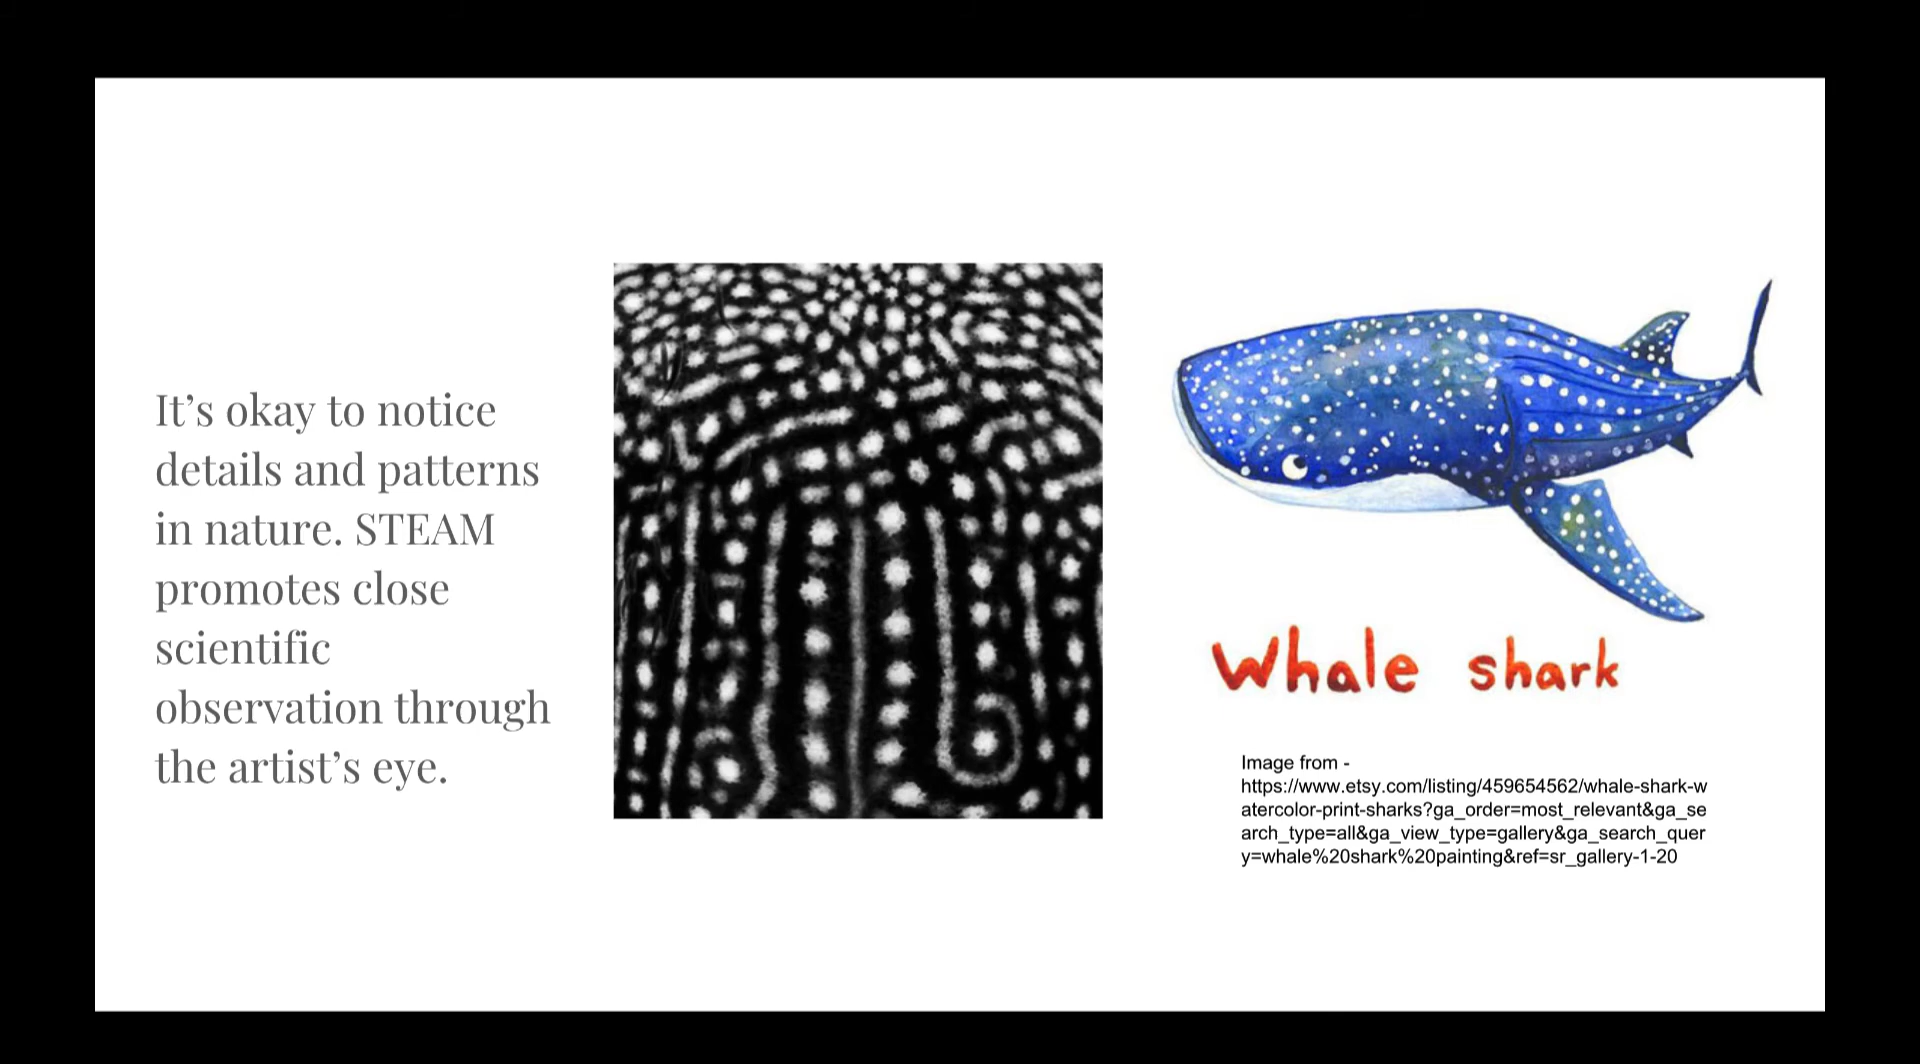 It’s okay to notice
details and patterns
in nature. STEAM
promotes close
scientific
observation through
the artist’s eye.
Whale shark
Image from -
https://www.etsy.com/listing/459654562/whale-shark-w
atercolor-print-sharks?ga_order=most_relevant&ga_se
arch_type=all&ga_view_type=gallery&ga_search_quer
y=whale%20shark%20painting&ref=sr_gallery-1-20